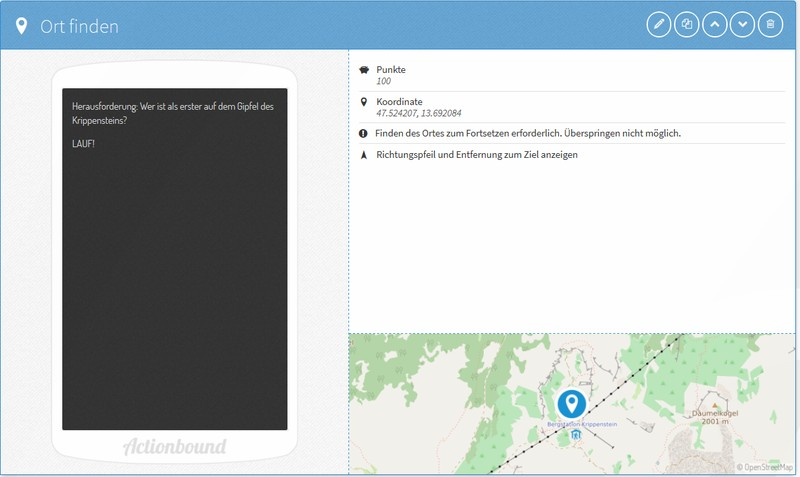 Ort finden
Herausforderung: Wer ist als erster auf dem Gipfel des
Krippensteins?
LAUF!
Actionbound
Punkte
100
Koordinate
47.524207, 13.692084
Finden des Ortes zum Fortsetzen erforderlich. Überspringen nicht möglich.
Richtungspfeil und Entfernung zum Ziel anzeigen
Bergstation Krippenstein
Däumelkogel
2001 m
© OpenStreetMap